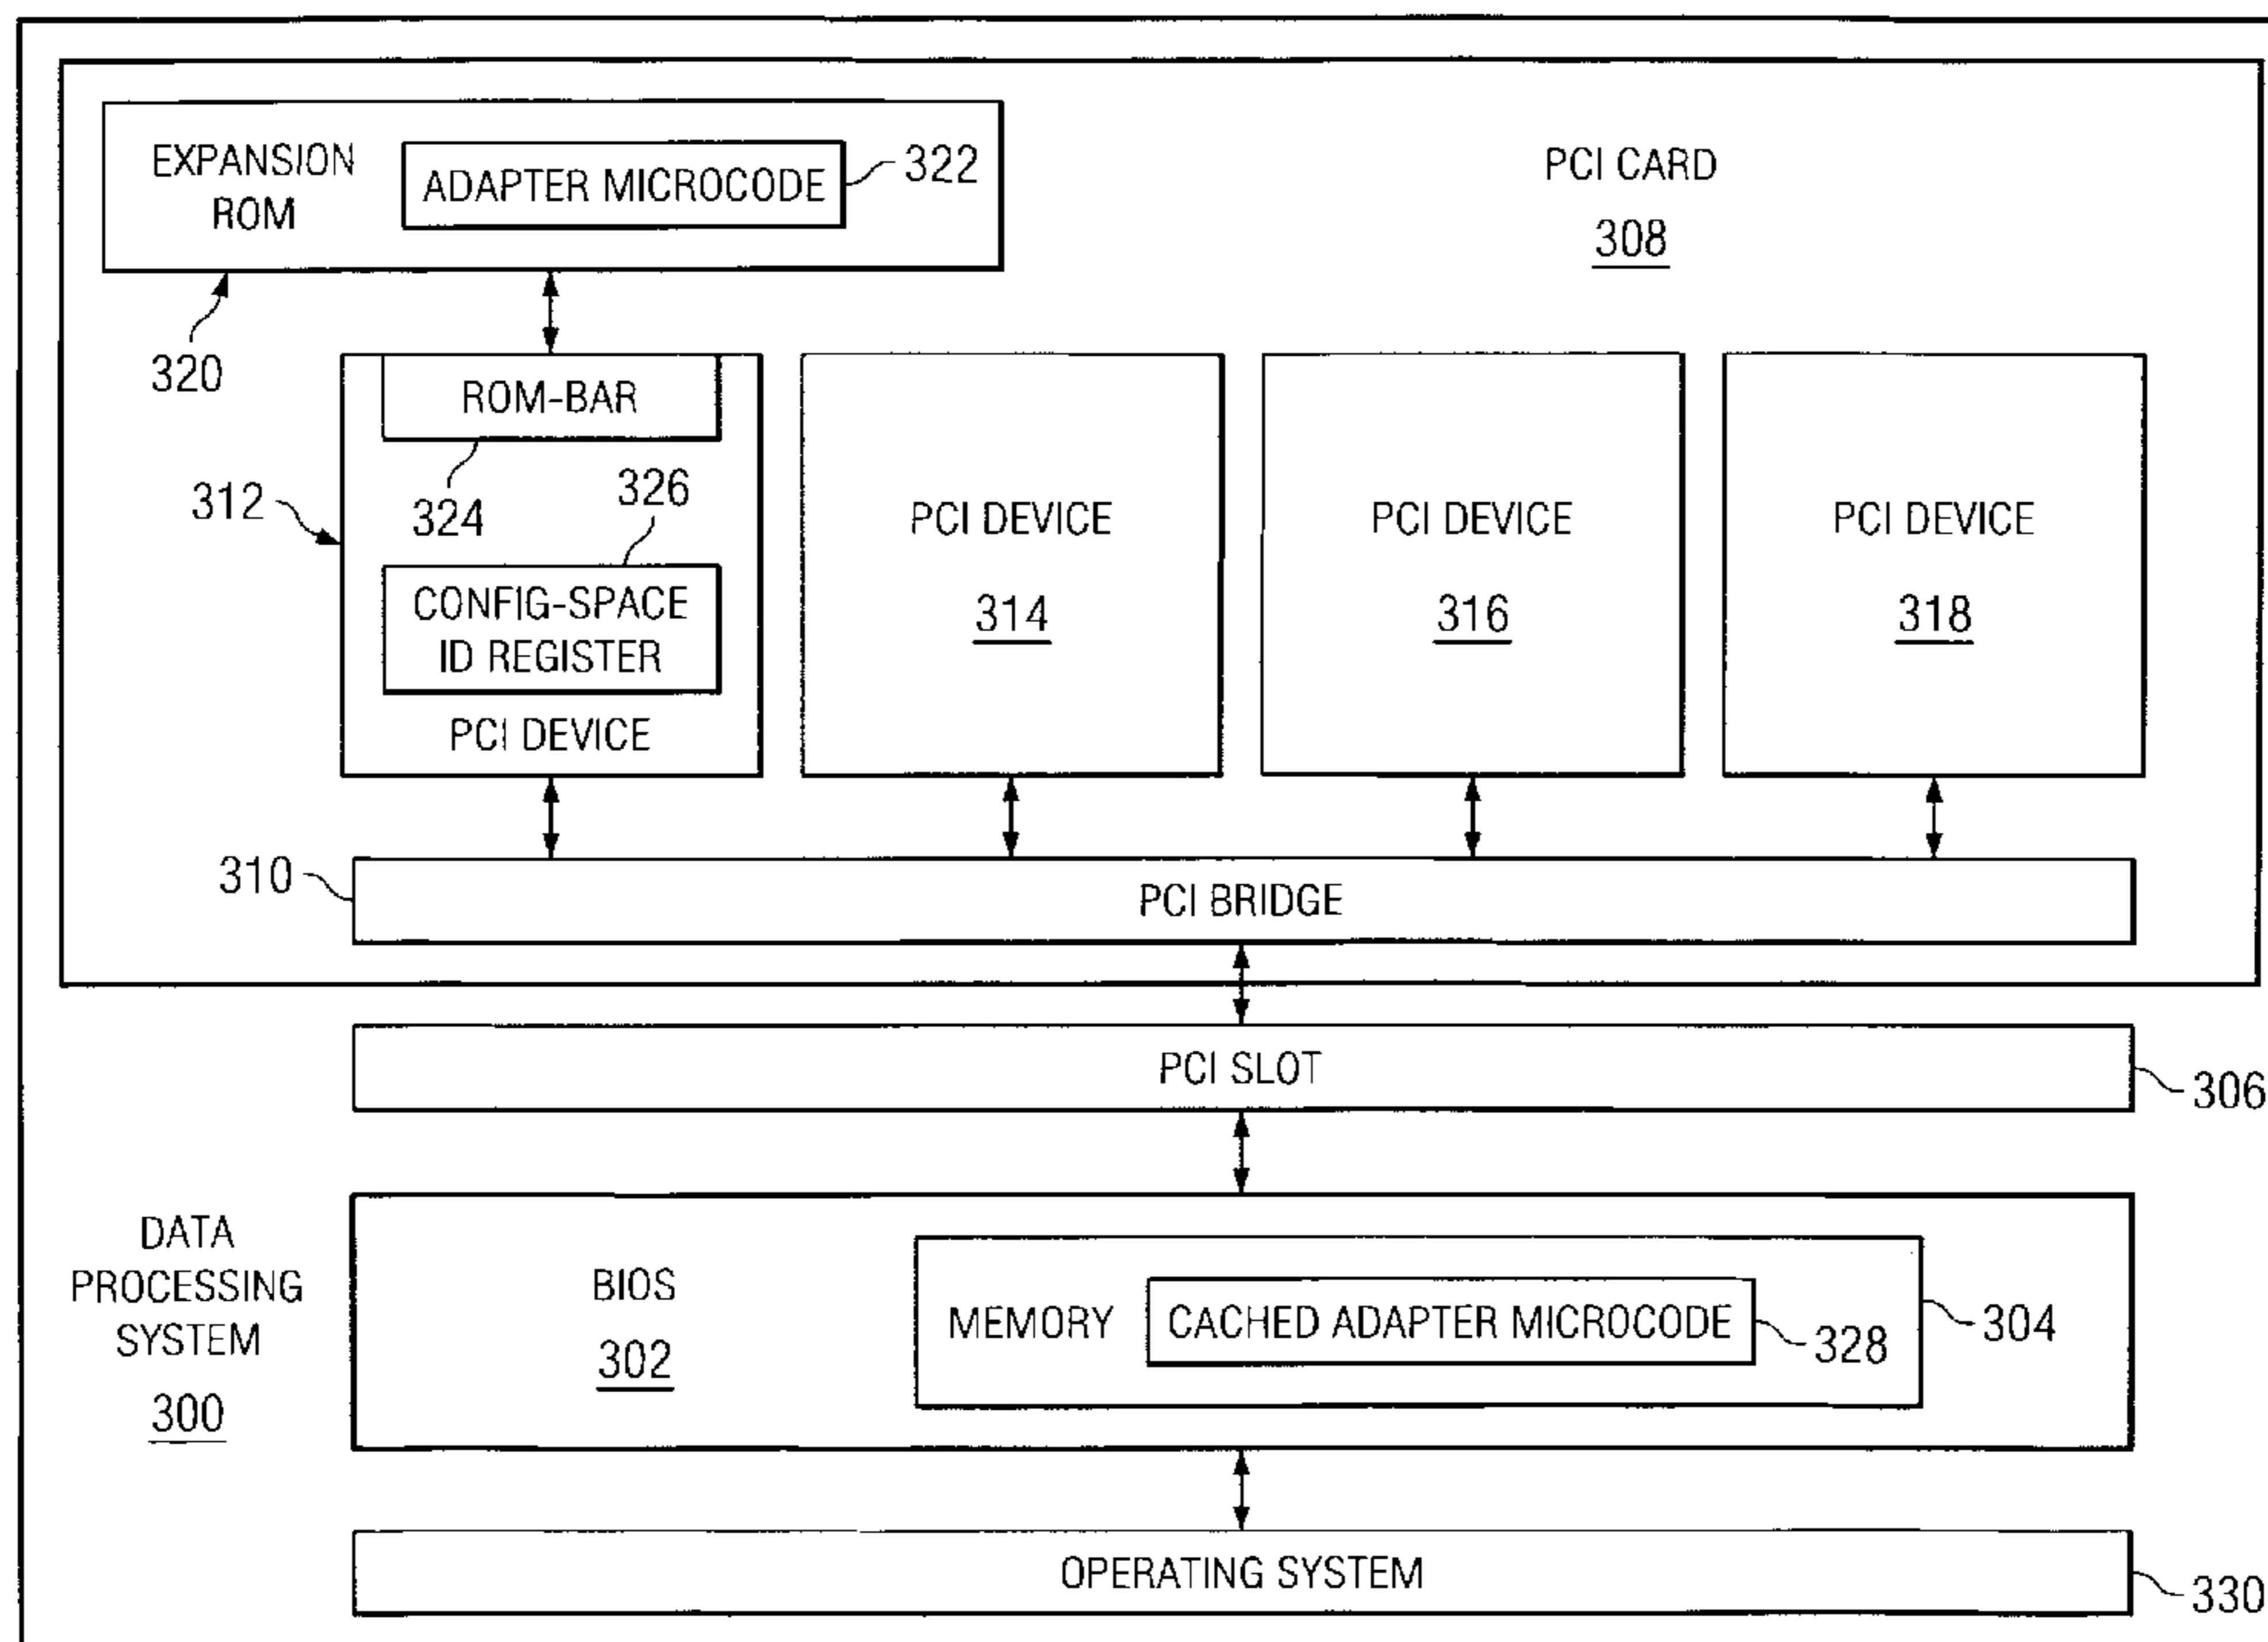 EXPANSION
ROM
ADAPTER MICROCODE
322
PCI CARD
308
320
ROM-BAR
324
326
312
CONFIG-SPACE
ID REGISTER
PCI DEVICE
PCI DEVICE
314
PCI DEVICE
316
PCI DEVICE
318
310
PCI BRIDGE
PCI SLOT
306
DATA
PROCESSING
SYSTEM
300
BIOS
302
MEMORY
CACHED ADAPTER MICROCODE
328
304
OPERATING SYSTEM
330